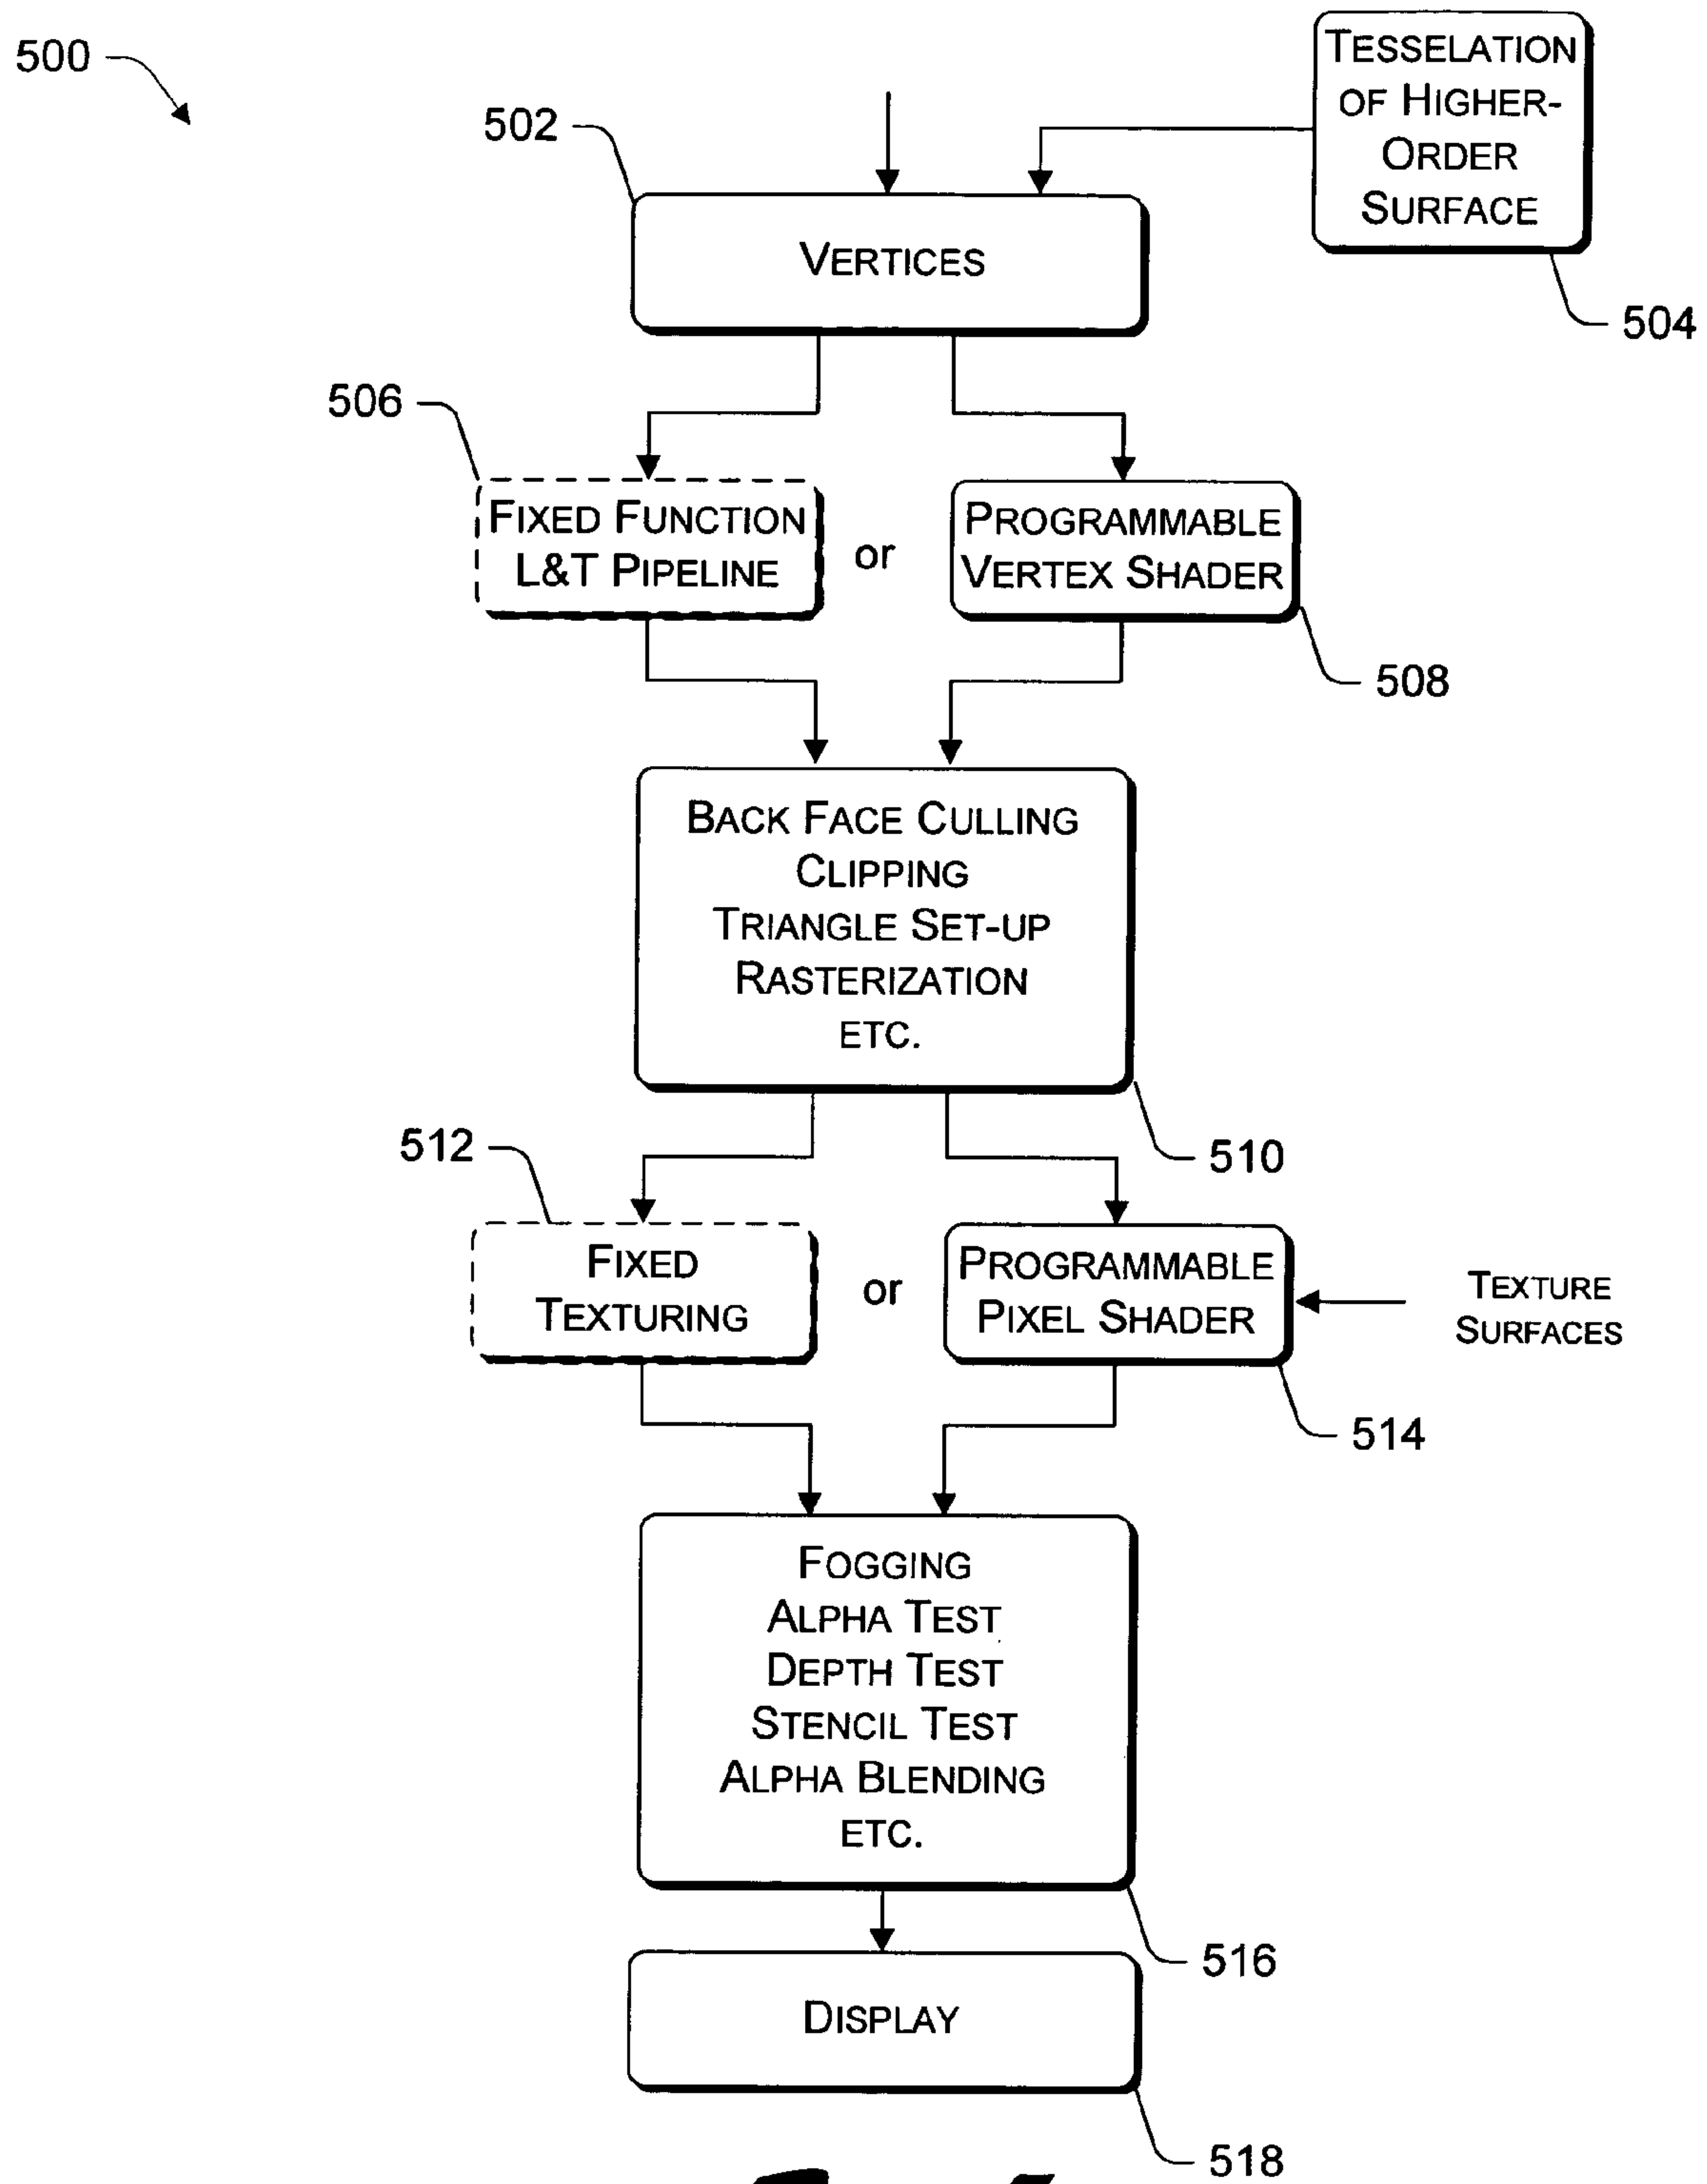 500
TESSELATION
OF HIGHER-
ORDER
SURFACE
502
VERTICES
504
506
FIXED FUNCTION
L&T PIPELINE
or
PROGRAMMABLE
VERTEX SHADER
508
BACK FACE CULLING
CLIPPING
TRIANGLE SET-UP
RASTERIZATION
ETC.
510
512
FIXED
TEXTURING
or
PROGRAMMABLE
PIXEL SHADER
TEXTURE
SURFACES
514
FOGGING
ALPHA TEST
DEPTH TEST
STENCIL TEST
ALPHA BLENDING
ETC.
516
DISPLAY
518